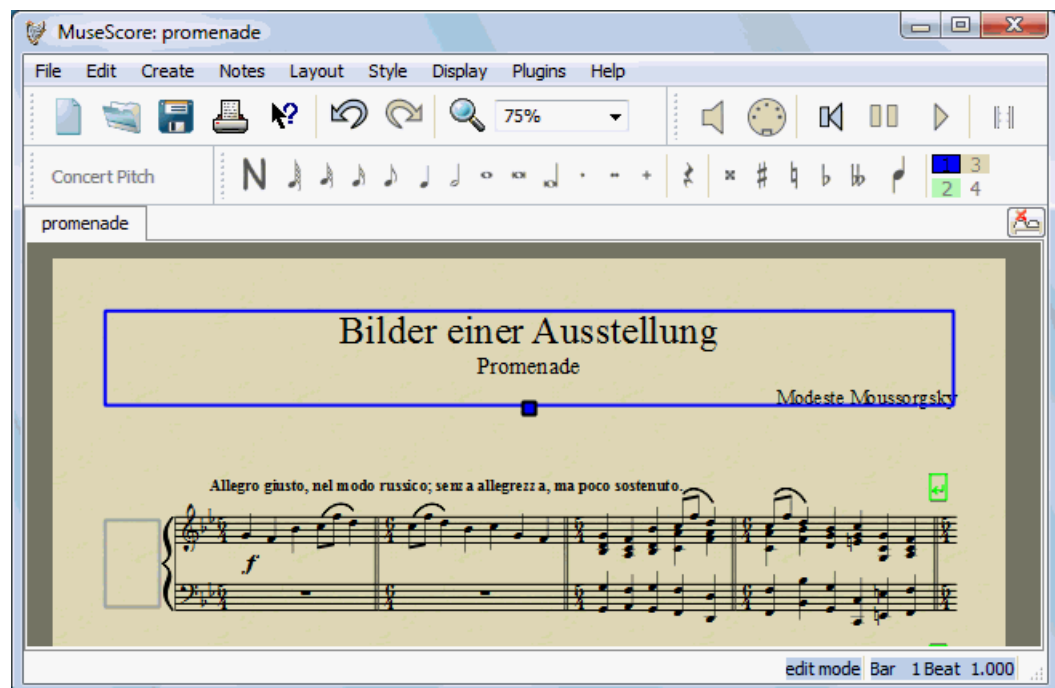 MuseScore: promenade
File Edit Create Notes Layout Style Display Plugins Help
75%
Concert Pitch
N
1 3
2 4
promenade
Bilder einer Ausstellung
Promenade
Modeste Moussorgsky
Allegro giusto, nel modo russico; senza allegrezza, ma poco sostenuto.
f
edit mode Bar 1 Beat 1.000